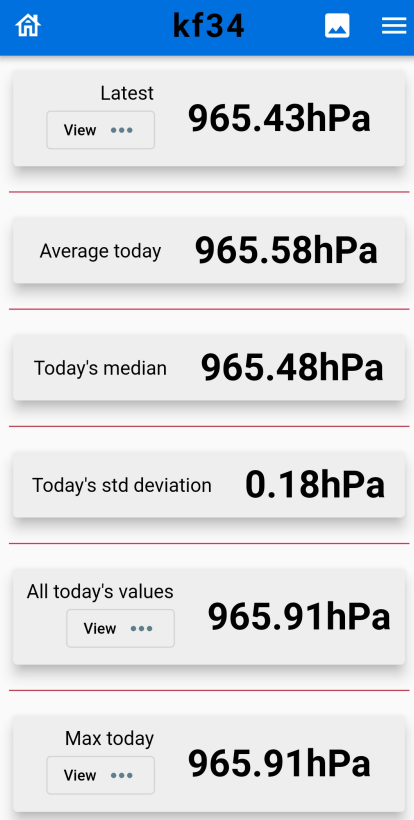 kf34
Latest
View
965.43hPa
Average today
965.58hPa
Today's median
965.48hPa
Today's std deviation
0.18hPa
All today's values
View
965.91hPa
Max today
View
965.91hPa